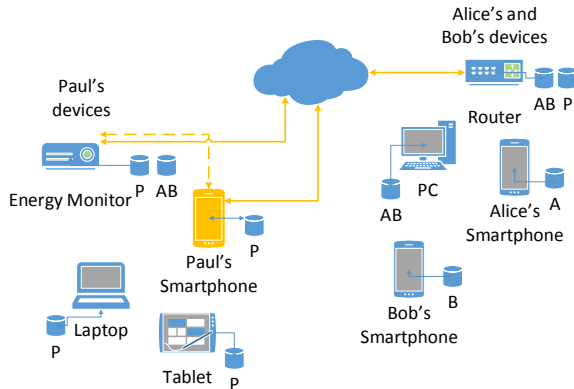 Alice's and
Bob's devices
Paul's
devices
AB P
Router
P AB
Energy Monitor
PC
AB
A
Alice's
Smartphone
P
Paul's
Smartphone
B
Bob's
Smartphone
P
Laptop
Tablet
P